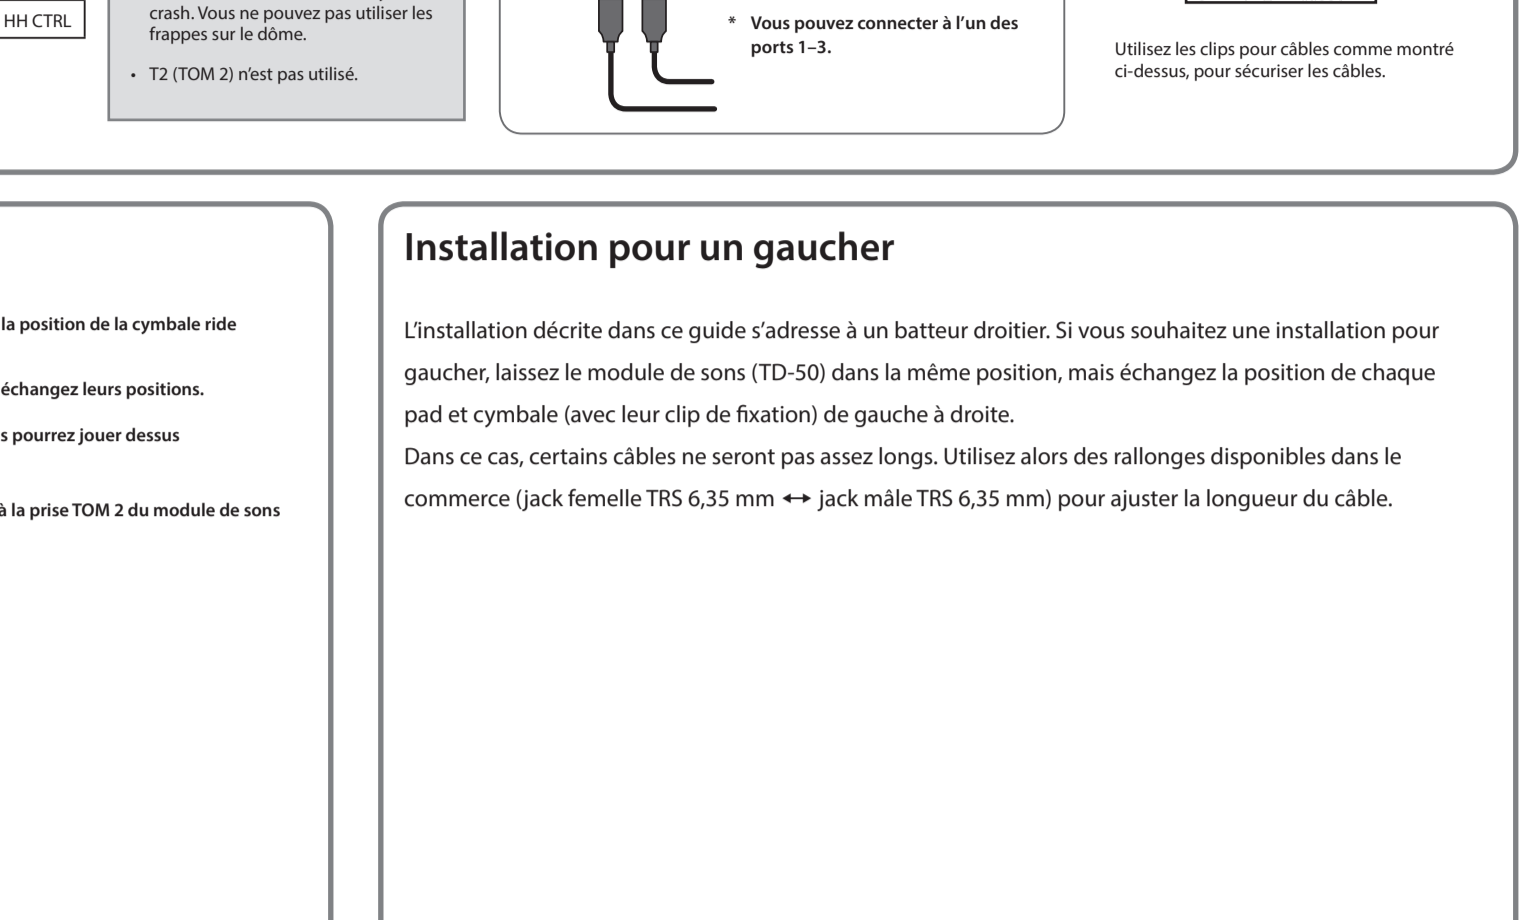 HH CTRL
crash. Vous ne pouvez pas utiliser les
frappes sur le dôme.
• T2 (TOM 2) n’est pas utilisé.
* Vous pouvez connecter à l’un des
ports 1–3.
Utilisez les clips pour câbles comme montré
ci-dessus, pour sécuriser les câbles.
la position de la cymbale ride
échangez leurs positions.
s pourrez jouer dessus
à la prise TOM 2 du module de sons
Installation pour un gaucher
L’installation décrite dans ce guide s’adresse à un batteur droitier. Si vous souhaitez une installation pour
gaucher, laissez le module de sons (TD-50) dans la même position, mais échangez la position de chaque
pad et cymbale (avec leur clip de fixation) de gauche à droite.
Dans ce cas, certains câbles ne seront pas assez longs. Utilisez alors des rallonges disponibles dans le
commerce (jack femelle TRS 6,35 mm ↔ jack mâle TRS 6,35 mm) pour ajuster la longueur du câble.